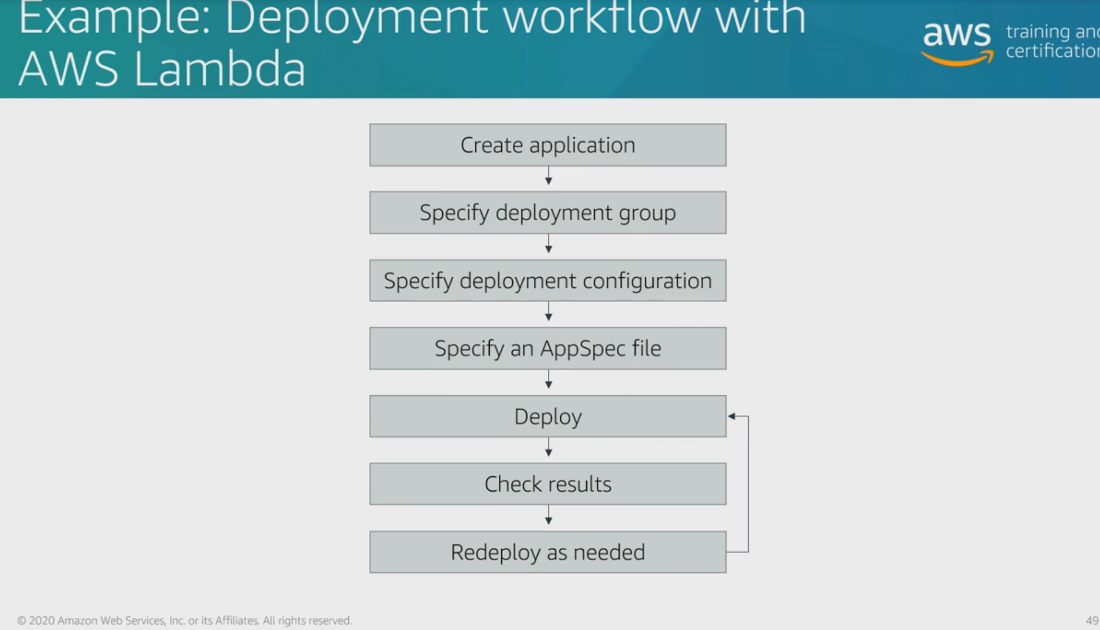 Example: Deployment workflow with
AWS Lambda
aws
training and
certification
Create application
Specify deployment group
Specify deployment configuration
Specify an AppSpec file
Deploy
Check results
Redeploy as needed
© 2020 Amazon Web Services, Inc. or its Affiliates. All rights reserved.
49